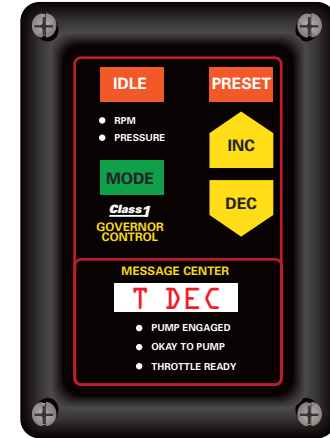 IDLE
PRESET
RPM
PRESSURE
INC
MODE
DEC
Class1
GOVERNOR
CONTROL
MESSAGE CENTER
T DEC
PUMP ENGAGED
OKAY TO PUMP
THROTTLE READY